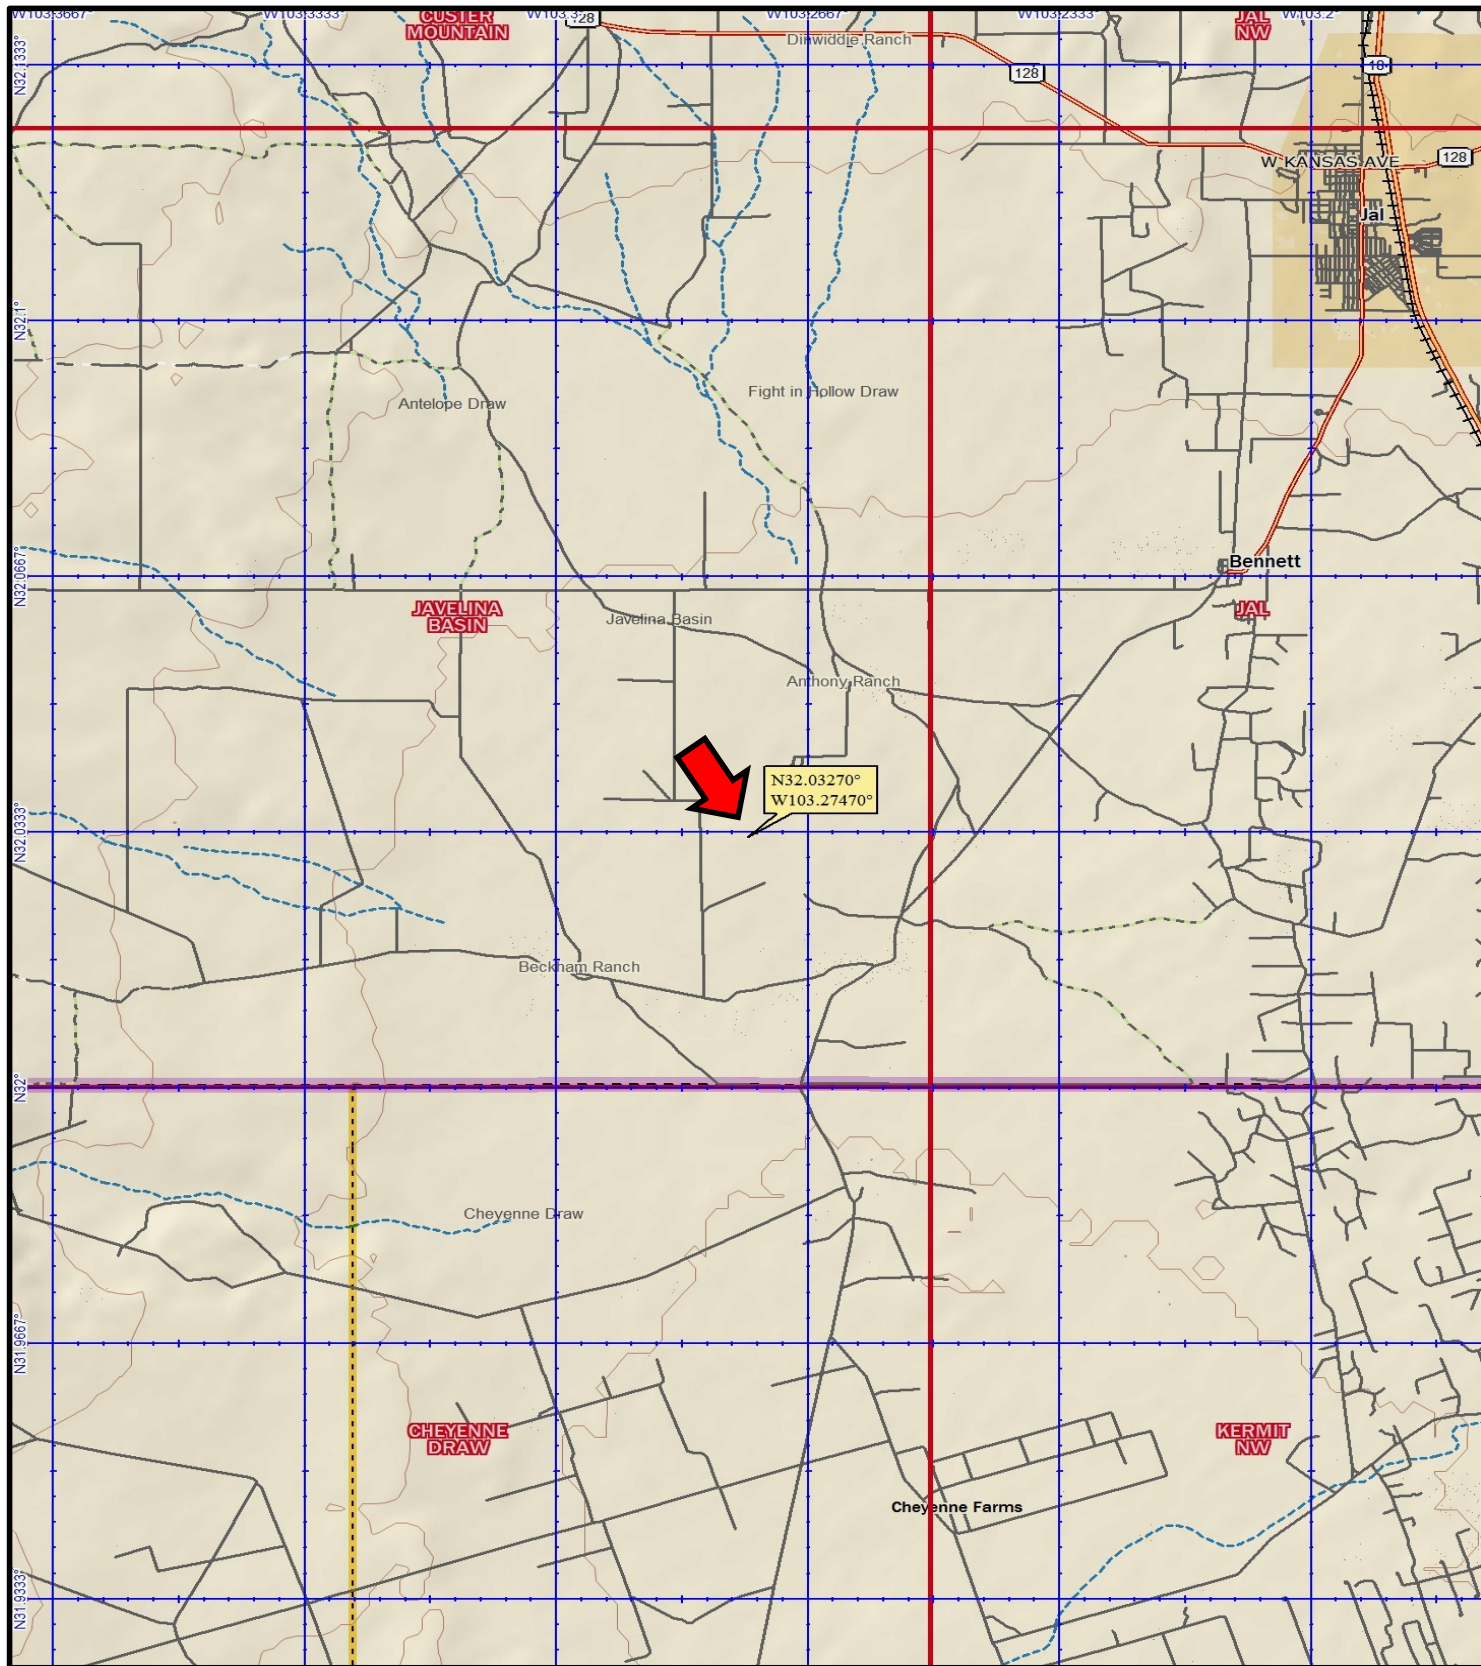 W103.3667°
W103.3333°
W103.3°
W103.2667°
W103.2333°
W103.2°
128
CUSTER
MOUNTAIN
JAL
NW
Dinwiddie Ranch
N32.1333°
128
18
W KANSAS AVE
128
Jal
N32.1°
Antelope Draw
Fight in Hollow Draw
Bennett
N32.0667°
JAVELINA
BASIN
Javelina Basin
JAL
Anthony Ranch
N32.03270°
W103.27470°
N32.0333°
Beckham Ranch
N32°
Cheyenne Draw
N31.9667°
CHEYENNE
DRAW
KERMIT
NW
Cheyenne Farms
N31.9333°